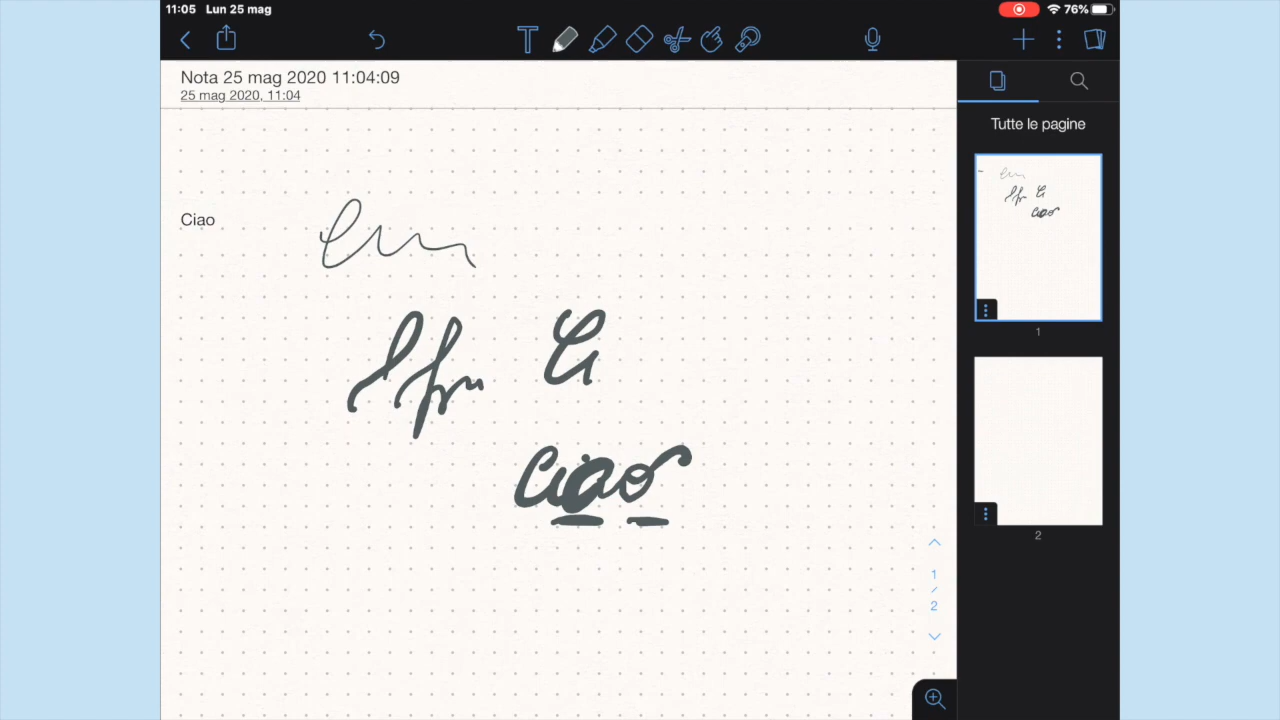 11:05 Lun 25 mag 76%
Nota 25 mag 2020 11:04:09
25 mag 2020, 11:04
Tutte le pagine
Ciao
Ci
Ciao
1
/
2
1
2